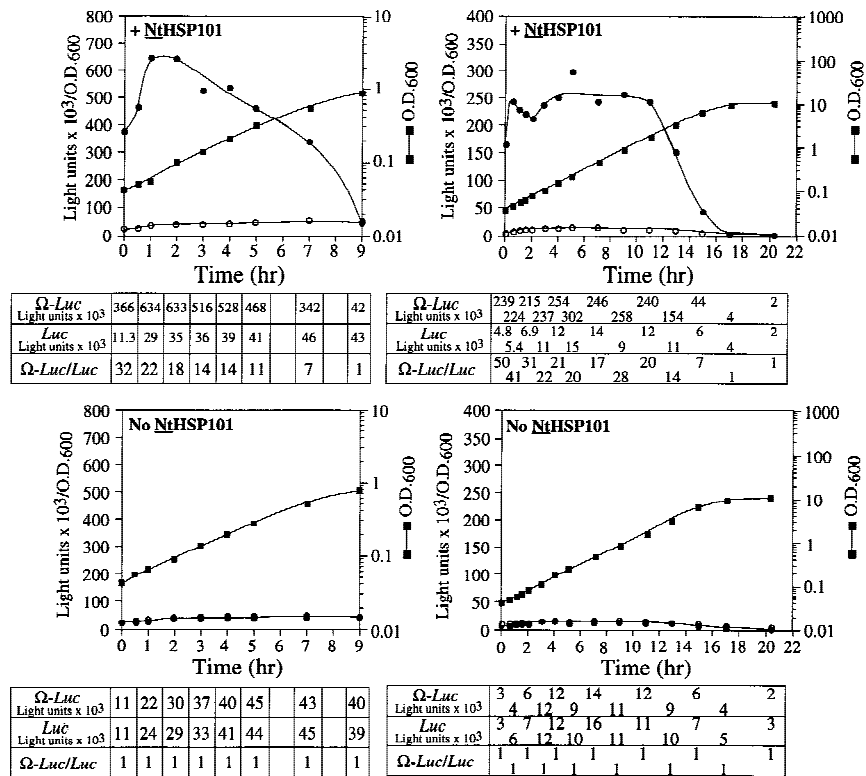 + NtHSP101
Light units x 10³/O.D.600
800
700
600
500
400
300
200
100
0
10
1
0.1
0.01
O.D.600
0 1 2 3 4 5 6 7 8 9
Time (hr)
+ NtHSP101
Light units x 10³/O.D.600
400
350
300
250
200
150
100
50
0
1000
100
10
1
0.1
0.01
O.D.600
0 2 4 6 8 10 12 14 16 18 20 22
Time (hr)
Ω-Luc 366 634 633 516 528 468 342 42
Light units x 10³
Luc 11.3 29 35 36 39 41 46 43
Light units x 10³
Ω-Luc/Luc 32 22 18 14 14 11 7 1
Ω-Luc 239 215 254 246 240 44 2
Light units x 10³ 224 237 302 258 154 4
Luc 4.8 6.9 12 14 12 6 2
Light units x 10³ 5.4 11 15 9 11 4
Ω-Luc/Luc 50 31 21 17 20 7 1
41 22 20 28 14 1
No NtHSP101
Light units x 10³/O.D.600
800
700
600
500
400
300
200
100
0
10
1
0.1
0.01
O.D.600
0 1 2 3 4 5 6 7 8 9
Time (hr)
No NtHSP101
Light units x 10³/O.D.600
400
350
300
250
200
150
100
50
0
1000
100
10
1
0.1
0.01
O.D.600
0 2 4 6 8 10 12 14 16 18 20 22
Time (hr)
Ω-Luc 11 22 30 37 40 45 43 40
Light units x 10³
Luc 11 24 29 33 41 44 45 39
Light units x 10³
Ω-Luc/Luc 1 1 1 1 1 1 1 1
Ω-Luc 3 6 12 14 12 6 2
Light units x 10³ 4 12 9 11 9 4
Luc 3 7 12 16 11 7 3
Light units x 10³ 6 12 10 11 10 5
Ω-Luc/Luc 1 1 1 1 1 1 1
1 1 1 1 1 1